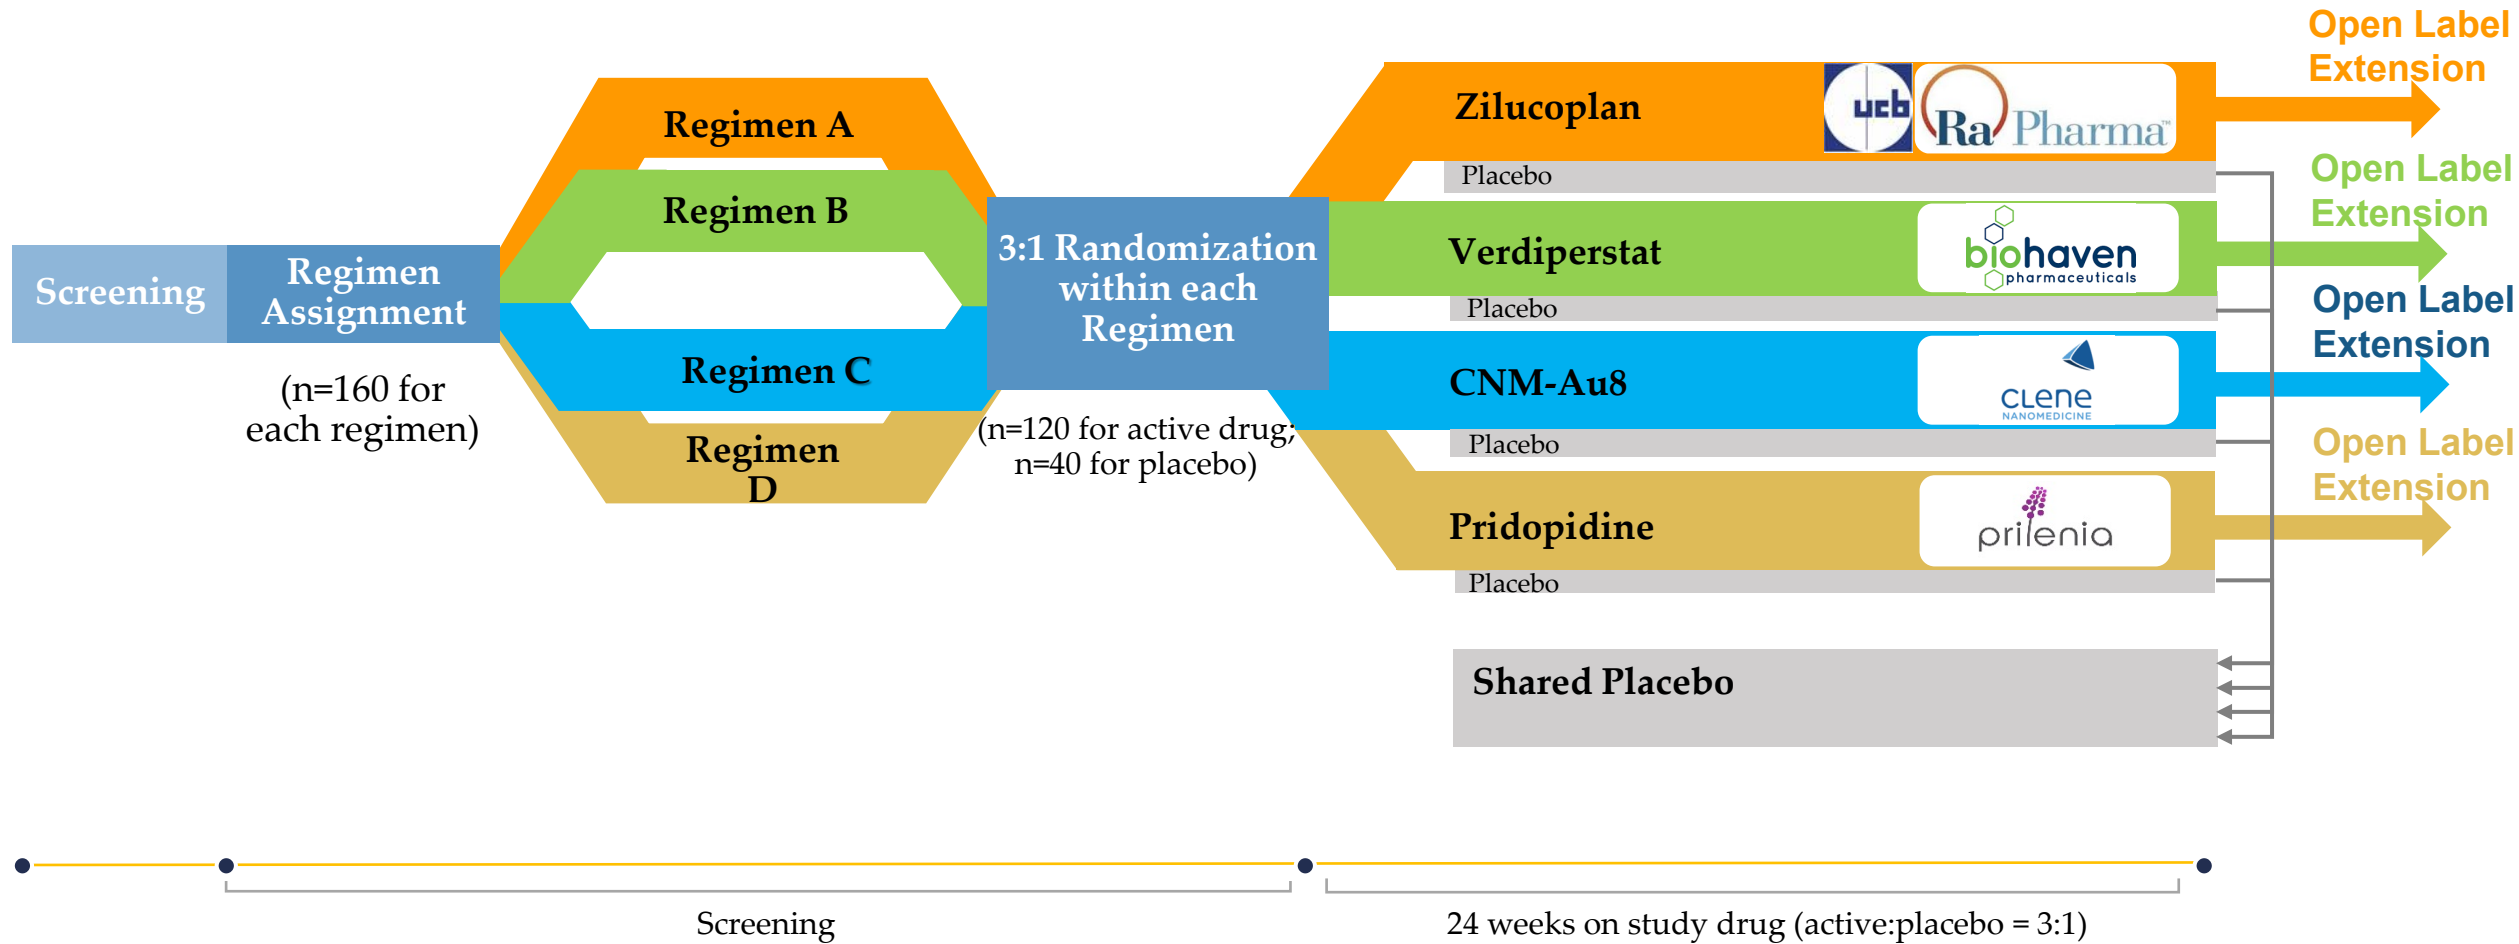 Screening
Regimen
Assignment
(n=160 for
each regimen)
Regimen A
Regimen B
Regimen C
Regimen
D
3:1 Randomization
within each
Regimen
(n=120 for active drug;
n=40 for placebo)
Zilucoplan
ucb
Ra Pharma™
Placebo
Open Label
Extension
Verdiperstat
biohaven
pharmaceuticals
Placebo
Open Label
Extension
CNM-Au8
CLENE
NANOMEDICINE
Placebo
Open Label
Extension
Pridopidine
prilenia
Placebo
Open Label
Extension
Shared Placebo
Screening
24 weeks on study drug (active:placebo = 3:1)